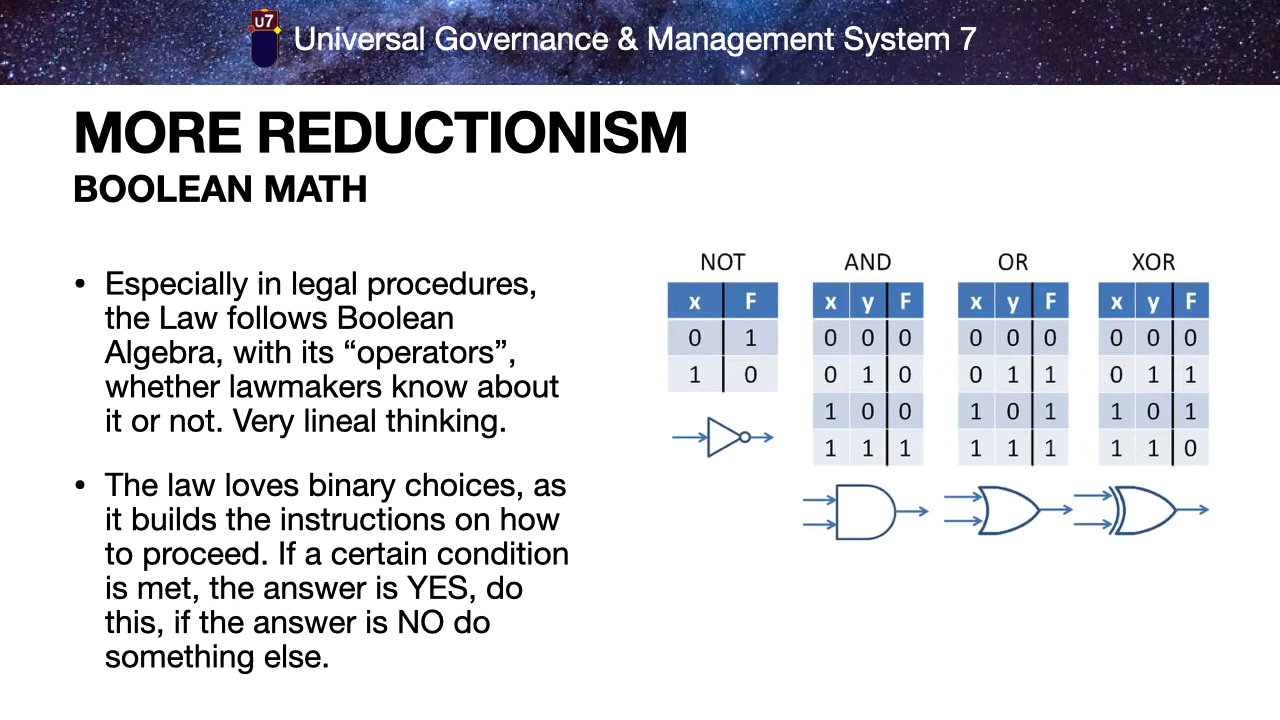 U7
Universal Governance & Management System 7
MORE REDUCTIONISM
BOOLEAN MATH
• Especially in legal procedures,
the Law follows Boolean
Algebra, with its “operators”,
whether lawmakers know about
it or not. Very lineal thinking.
• The law loves binary choices, as
it builds the instructions on how
to proceed. If a certain condition
is met, the answer is YES, do
this, if the answer is NO do
something else.
NOT
x F
0 1
1 0
AND
x y F
0 0 0
0 1 0
1 0 0
1 1 1
OR
x y F
0 0 0
0 1 1
1 0 1
1 1 1
XOR
x y F
0 0 0
0 1 1
1 0 1
1 1 0